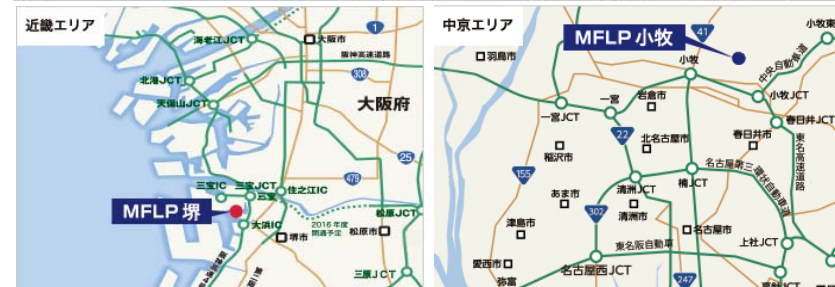 近畿エリア
海老江JCT
大阪市
1
阪神高速道路
北港JCT
308
天保山JCT
大阪府
25
479
三宝IC
三宝JCT
三宝
住之江IC
MFLP 堺
大浜IC
2016年度
開通予定
松原JCT
堺市
松原市
三原JCT
中京エリア
41
MFLP 小牧
羽島市
小牧
中央自動車道
小牧東
小牧JCT
一宮JCT
一宮
岩倉市
春日井JCT
22
北名古屋市
春日井市
東名高速道路
稲沢市
155
名古屋第二環状自動車道
清洲JCT
楠JCT
あま市
302
清洲市
津島市
名古屋市
東名阪自動車
上社JCT
愛西市
名古屋西JCT
弥富
247